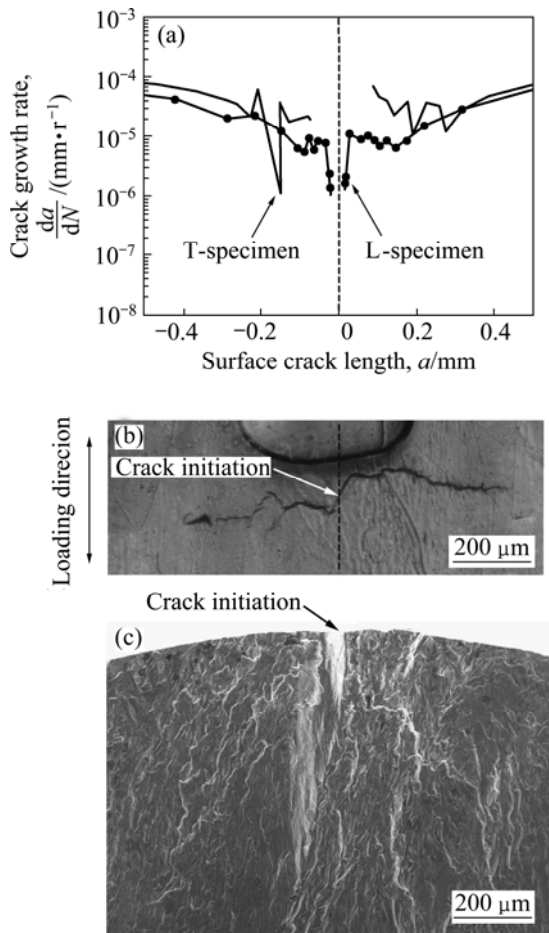 (a)
Crack growth rate,
da/dN /(mm•r⁻¹)
10⁻³
10⁻⁴
10⁻⁵
10⁻⁶
10⁻⁷
10⁻⁸
T-specimen
L-specimen
−0.4
−0.2
0
0.2
0.4
Surface crack length, a/mm
(b)
Loading direcion
Crack initiation
200 μm
Crack initiation
(c)
200 μm